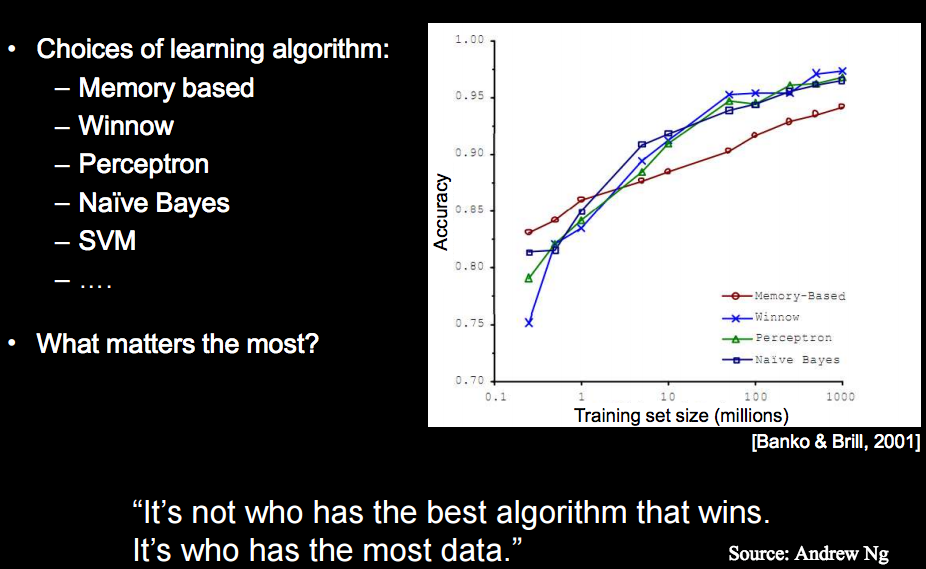 • Choices of learning algorithm:
– Memory based
– Winnow
– Perceptron
– Naïve Bayes
– SVM
– ....
• What matters the most?
1.00
0.95
0.90
0.85
0.80
0.75
0.70
Accuracy
0.1 1 10 100 1000
Training set size (millions)
Memory-Based
Winnow
Perceptron
Naïve Bayes
[Banko & Brill, 2001]
“It’s not who has the best algorithm that wins.
It’s who has the most data.”
Source: Andrew Ng